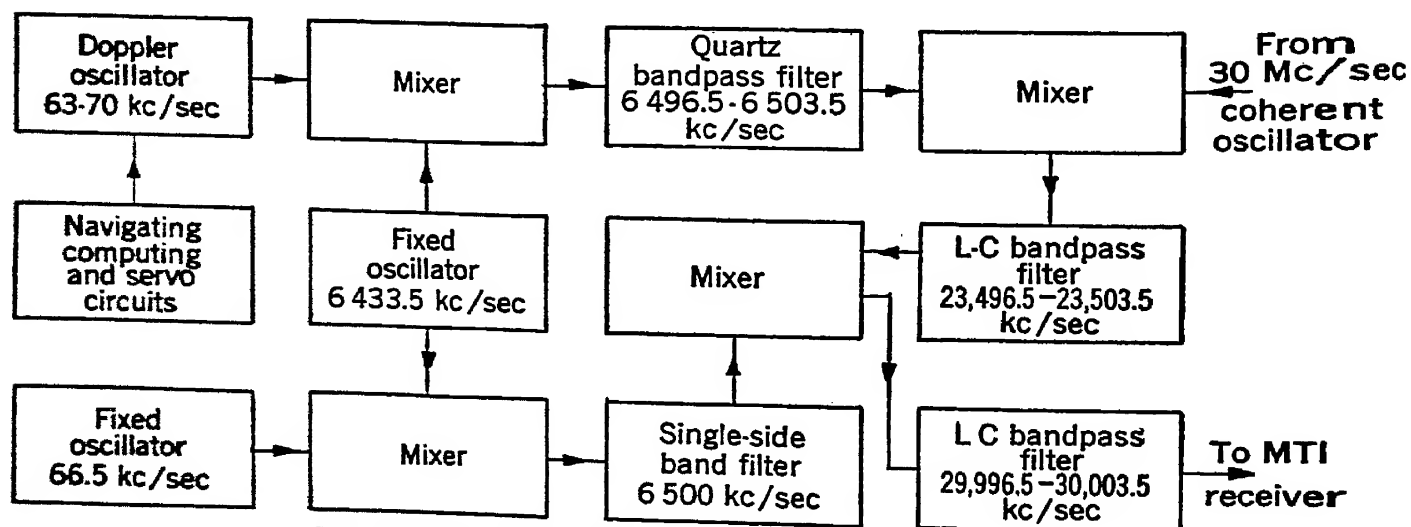 Doppler
oscillator
63-70 kc/sec
Mixer
Quartz
bandpass filter
6 496.5-6 503.5
kc/sec
Mixer
From
30 Mc/sec
coherent
oscillator
Navigating
computing
and servo
circuits
Fixed
oscillator
6 433.5 kc/sec
Mixer
L-C bandpass
filter
23,496.5–23,503.5
kc/sec
Fixed
oscillator
66.5 kc/sec
Mixer
Single-side
band filter
6 500 kc/sec
L C bandpass
filter
29,996.5–30,003.5
kc/sec
To MTI
receiver